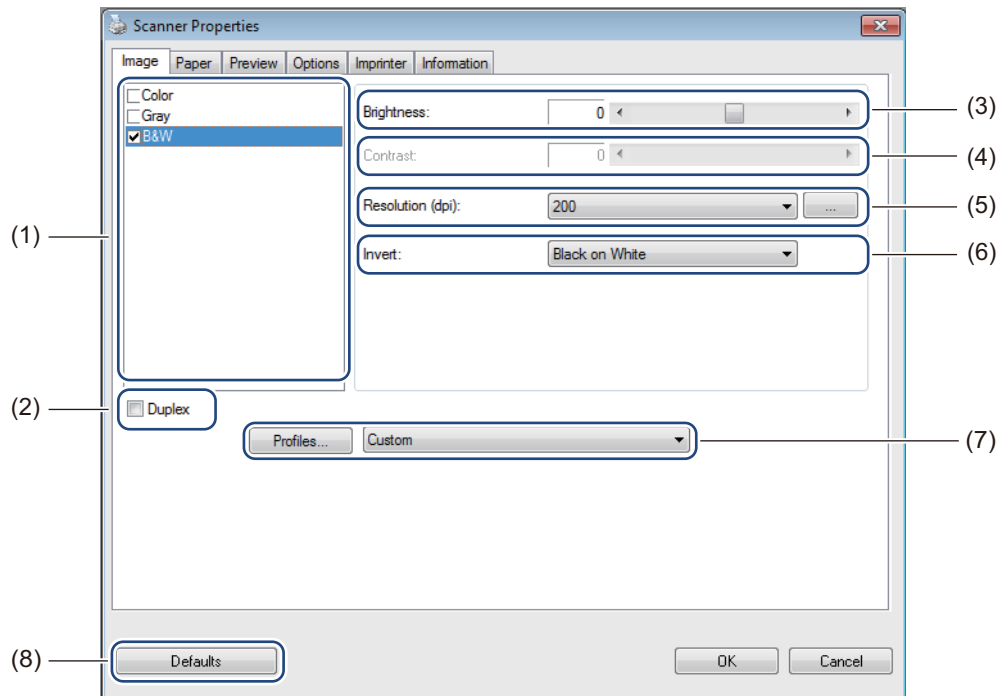 Scanner Properties
Image Paper Preview Options Imprinter Information
Color
Gray
B&W
(1)
Brightness: 0
(3)
Contrast: 0
(4)
Resolution (dpi): 200 ...
(5)
Invert: Black on White
(6)
Duplex
(2)
Profiles... Custom
(7)
(8)
Defaults OK Cancel